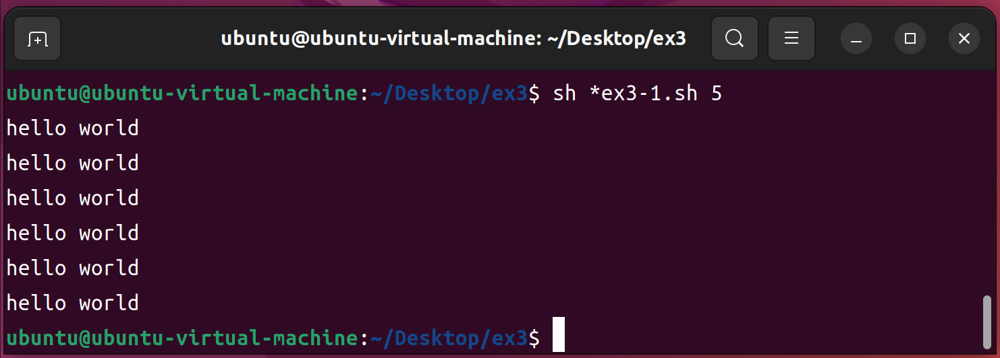 ubuntu@ubuntu-virtual-machine: ~/Desktop/ex3
ubuntu@ubuntu-virtual-machine:~/Desktop/ex3$ sh *ex3-1.sh 5
hello world
hello world
hello world
hello world
hello world
hello world
ubuntu@ubuntu-virtual-machine:~/Desktop/ex3$